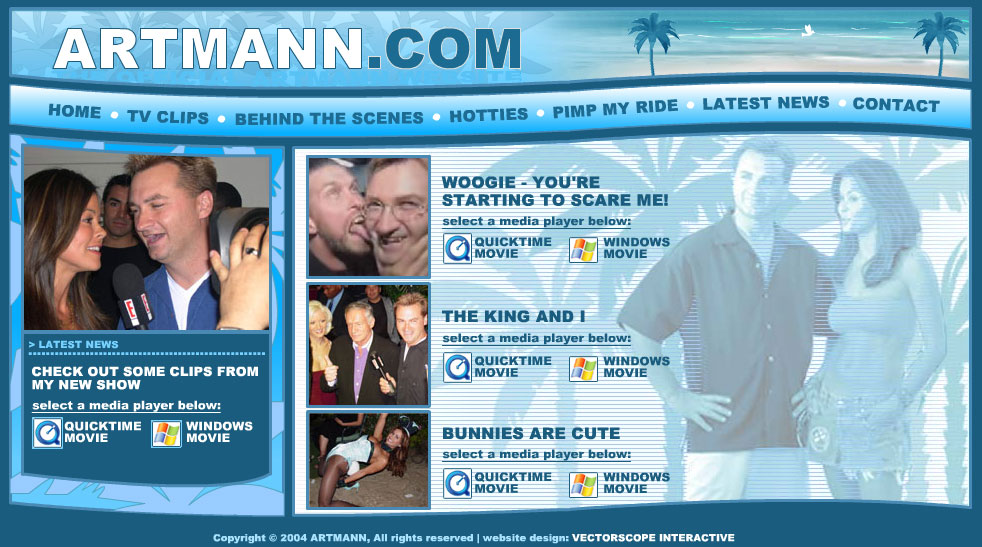 ARTMANN.COM
HOME • TV CLIPS • BEHIND THE SCENES • HOTTIES • PIMP MY RIDE • LATEST NEWS • CONTACT
> LATEST NEWS
CHECK OUT SOME CLIPS FROM
MY NEW SHOW
select a media player below:
QUICKTIME
MOVIE
WINDOWS
MOVIE
WOOGIE - YOU'RE
STARTING TO SCARE ME!
select a media player below:
QUICKTIME
MOVIE
WINDOWS
MOVIE
THE KING AND I
select a media player below:
QUICKTIME
MOVIE
WINDOWS
MOVIE
BUNNIES ARE CUTE
select a media player below:
QUICKTIME
MOVIE
WINDOWS
MOVIE
Copyright © 2004 ARTMANN, All rights reserved | website design: VECTORSCOPE INTERACTIVE